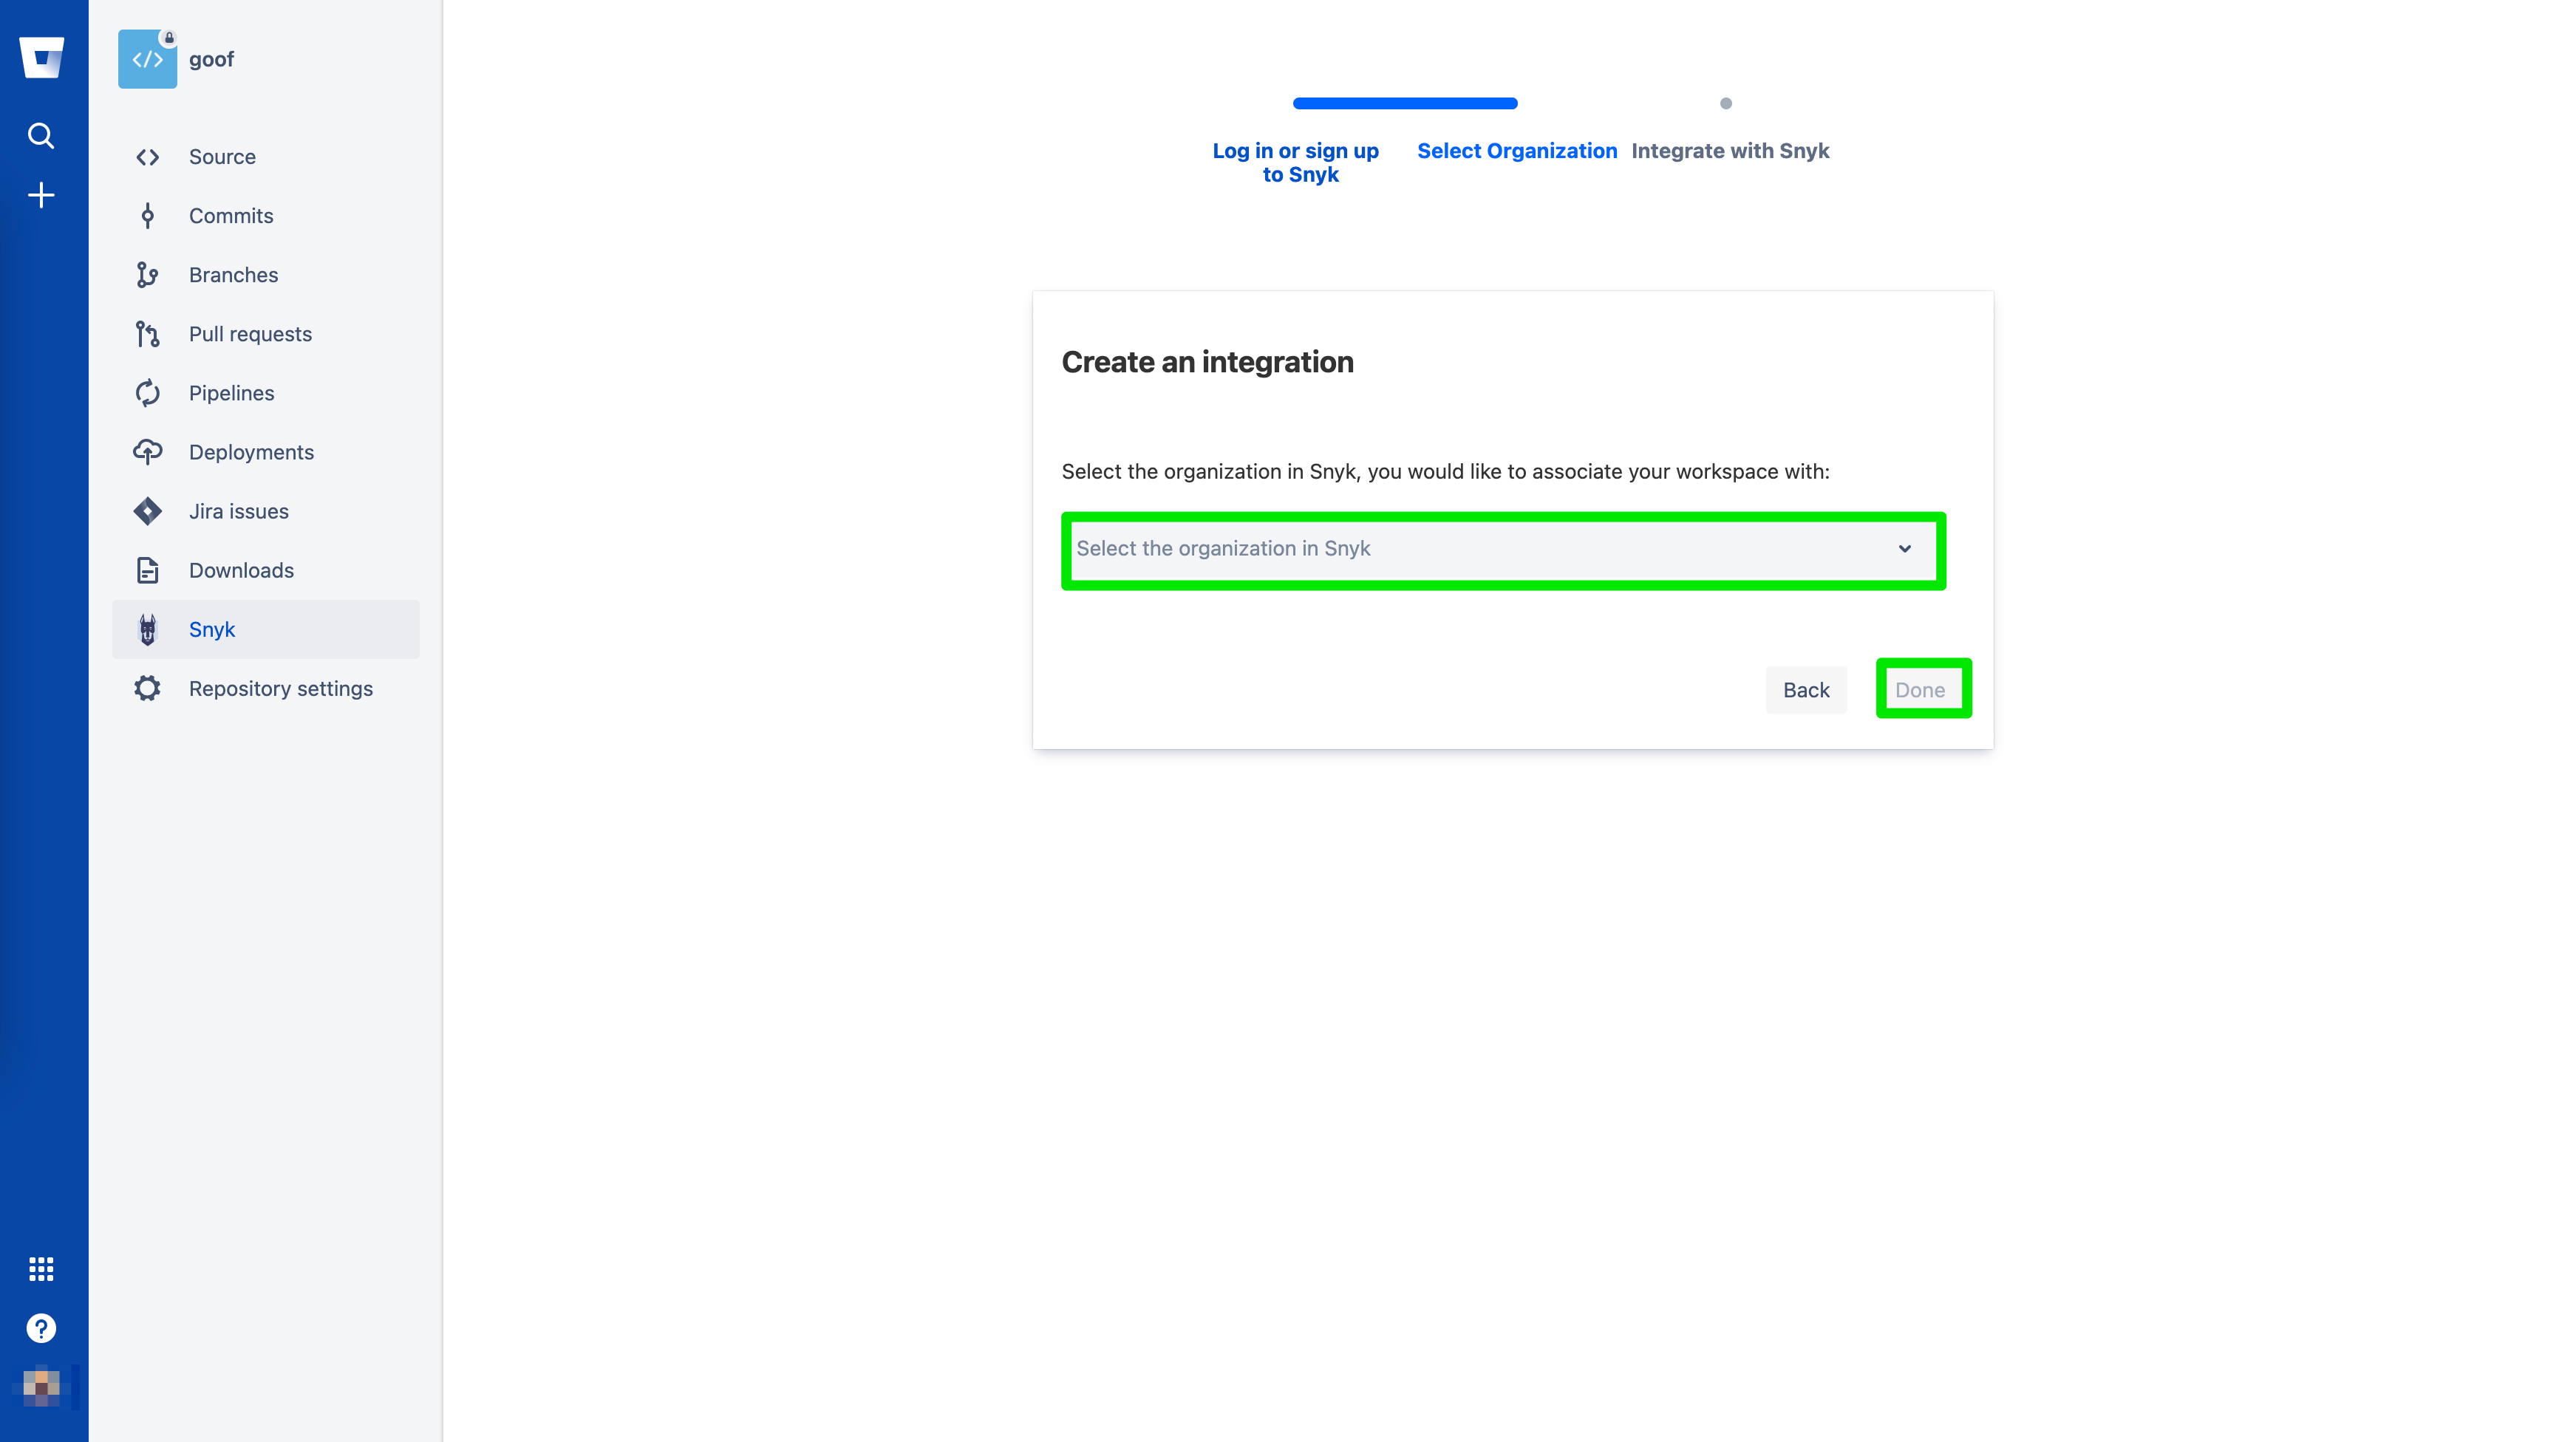 goof
Source
Commits
Branches
Pull requests
Pipelines
Deployments
Jira issues
Downloads
Snyk
Repository settings
Log in or sign up
to Snyk
Select Organization
Integrate with Snyk
Create an integration
Select the organization in Snyk, you would like to associate your workspace with:
Select the organization in Snyk
Back
Done